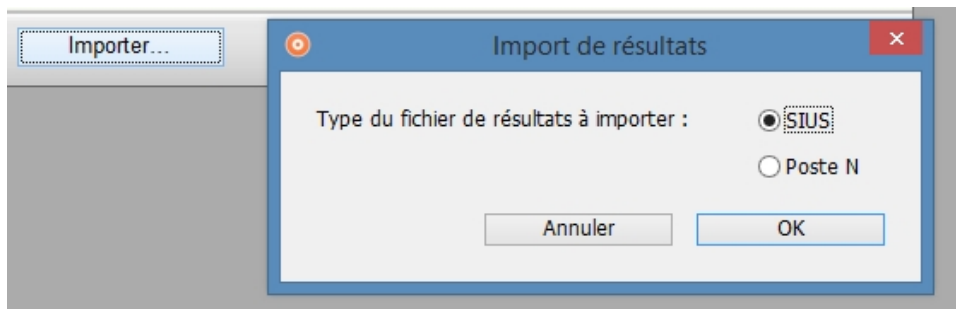 Importer...
Import de résultats
Type du fichier de résultats à importer :
SIUS
Poste N
Annuler
OK